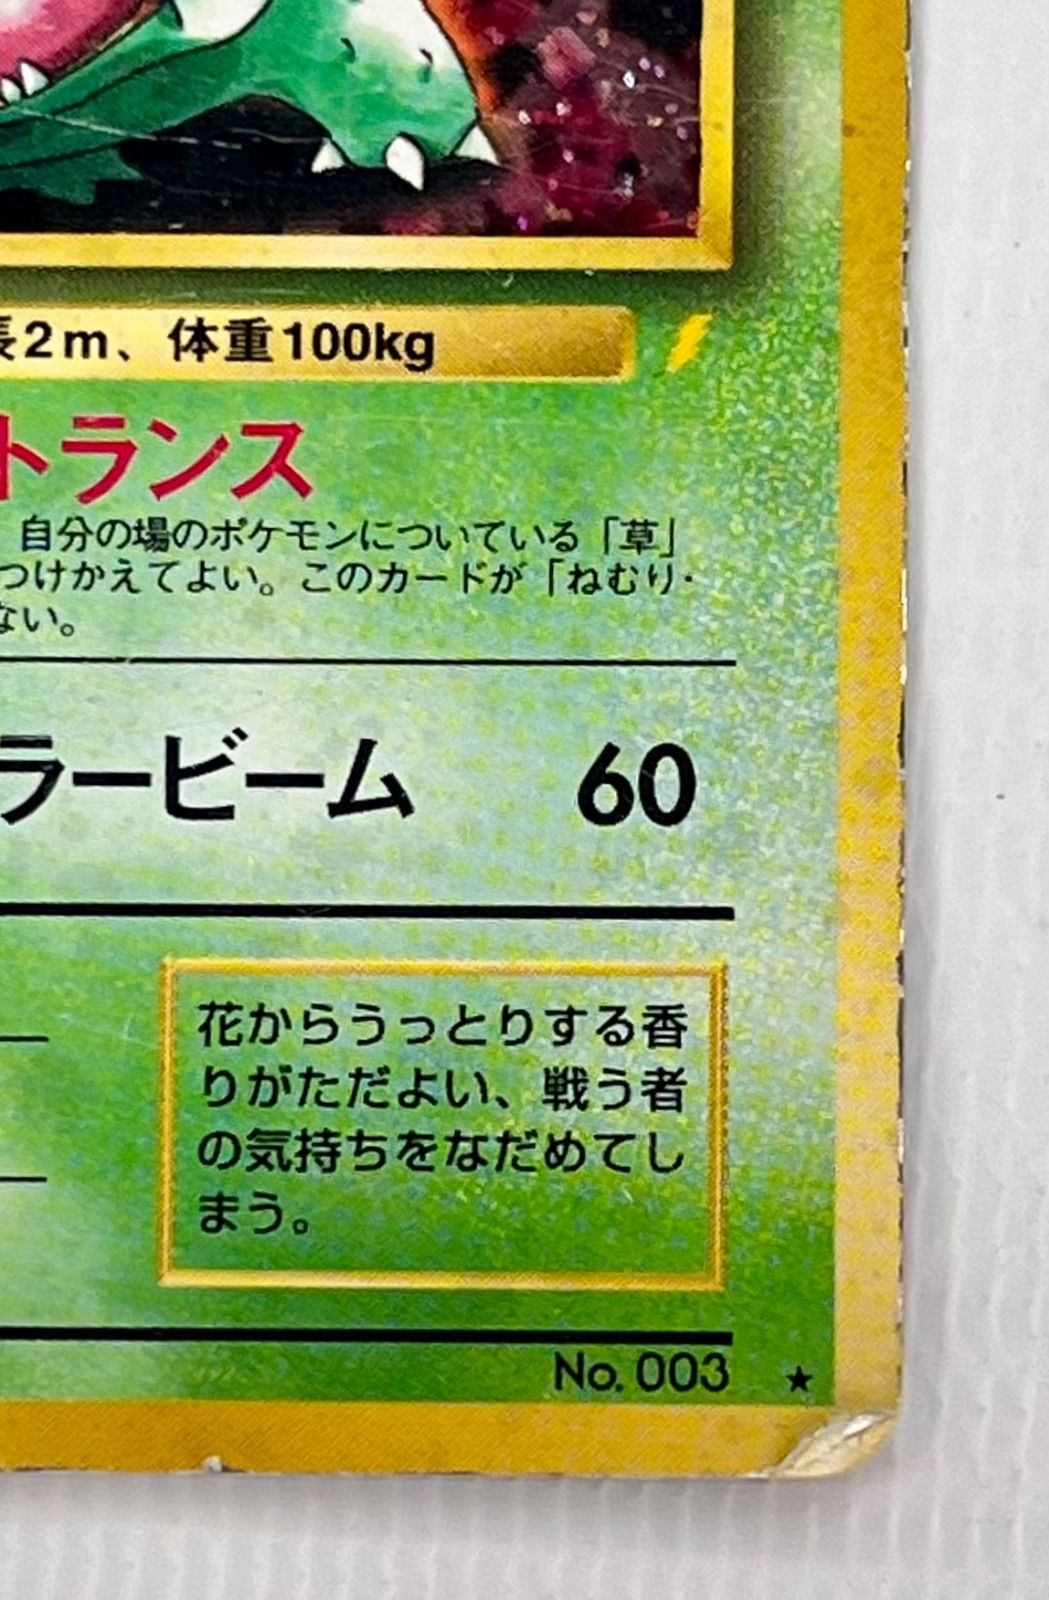 長2m、体重100kg
トランス
自分の場のポケモンについている「草」
つけかえてよい。このカードが「ねむり・
ない。
ラービーム 60
花からうっとりする香
りがただよい、戦う者
の気持ちをなだめてし
まう。
No. 003 ★